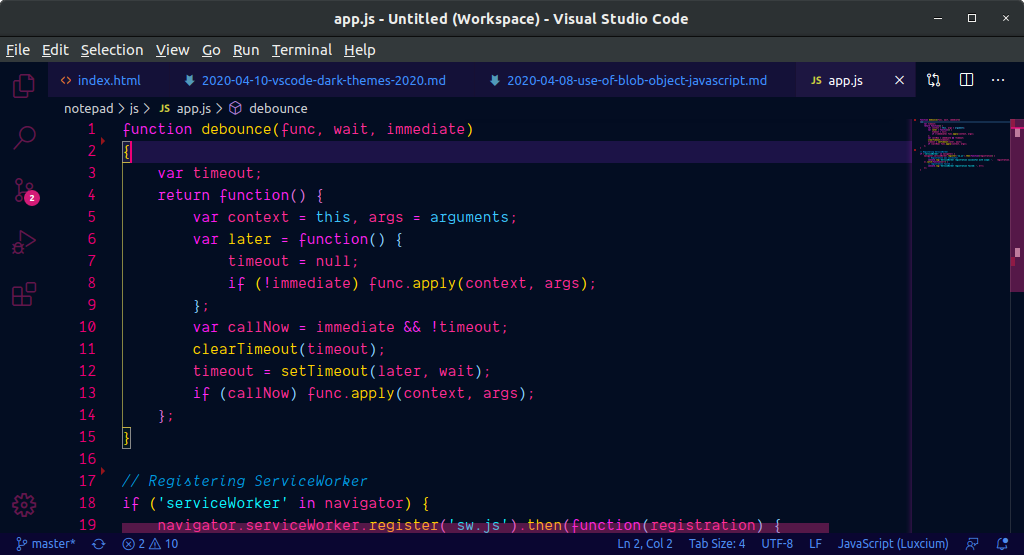 app.js - Untitled (Workspace) - Visual Studio Code
File Edit Selection View Go Run Terminal Help
<> index.html 2020-04-10-vscode-dark-themes-2020.md 2020-04-08-use-of-blob-object-javascript.md JS app.js
notepad > js > JS app.js > debounce
1 function debounce(func, wait, immediate)
2 {
3 var timeout;
4 return function() {
5 var context = this, args = arguments;
6 var later = function() {
7 timeout = null;
8 if (!immediate) func.apply(context, args);
9 };
10 var callNow = immediate && !timeout;
11 clearTimeout(timeout);
12 timeout = setTimeout(later, wait);
13 if (callNow) func.apply(context, args);
14 };
15 }
16
17 // Registering ServiceWorker
18 if ('serviceWorker' in navigator) {
19 navigator.serviceWorker.register('sw.js').then(function(registration) {
2
master* 2 10 Ln 2, Col 2 Tab Size: 4 UTF-8 LF JavaScript (Luxcium)